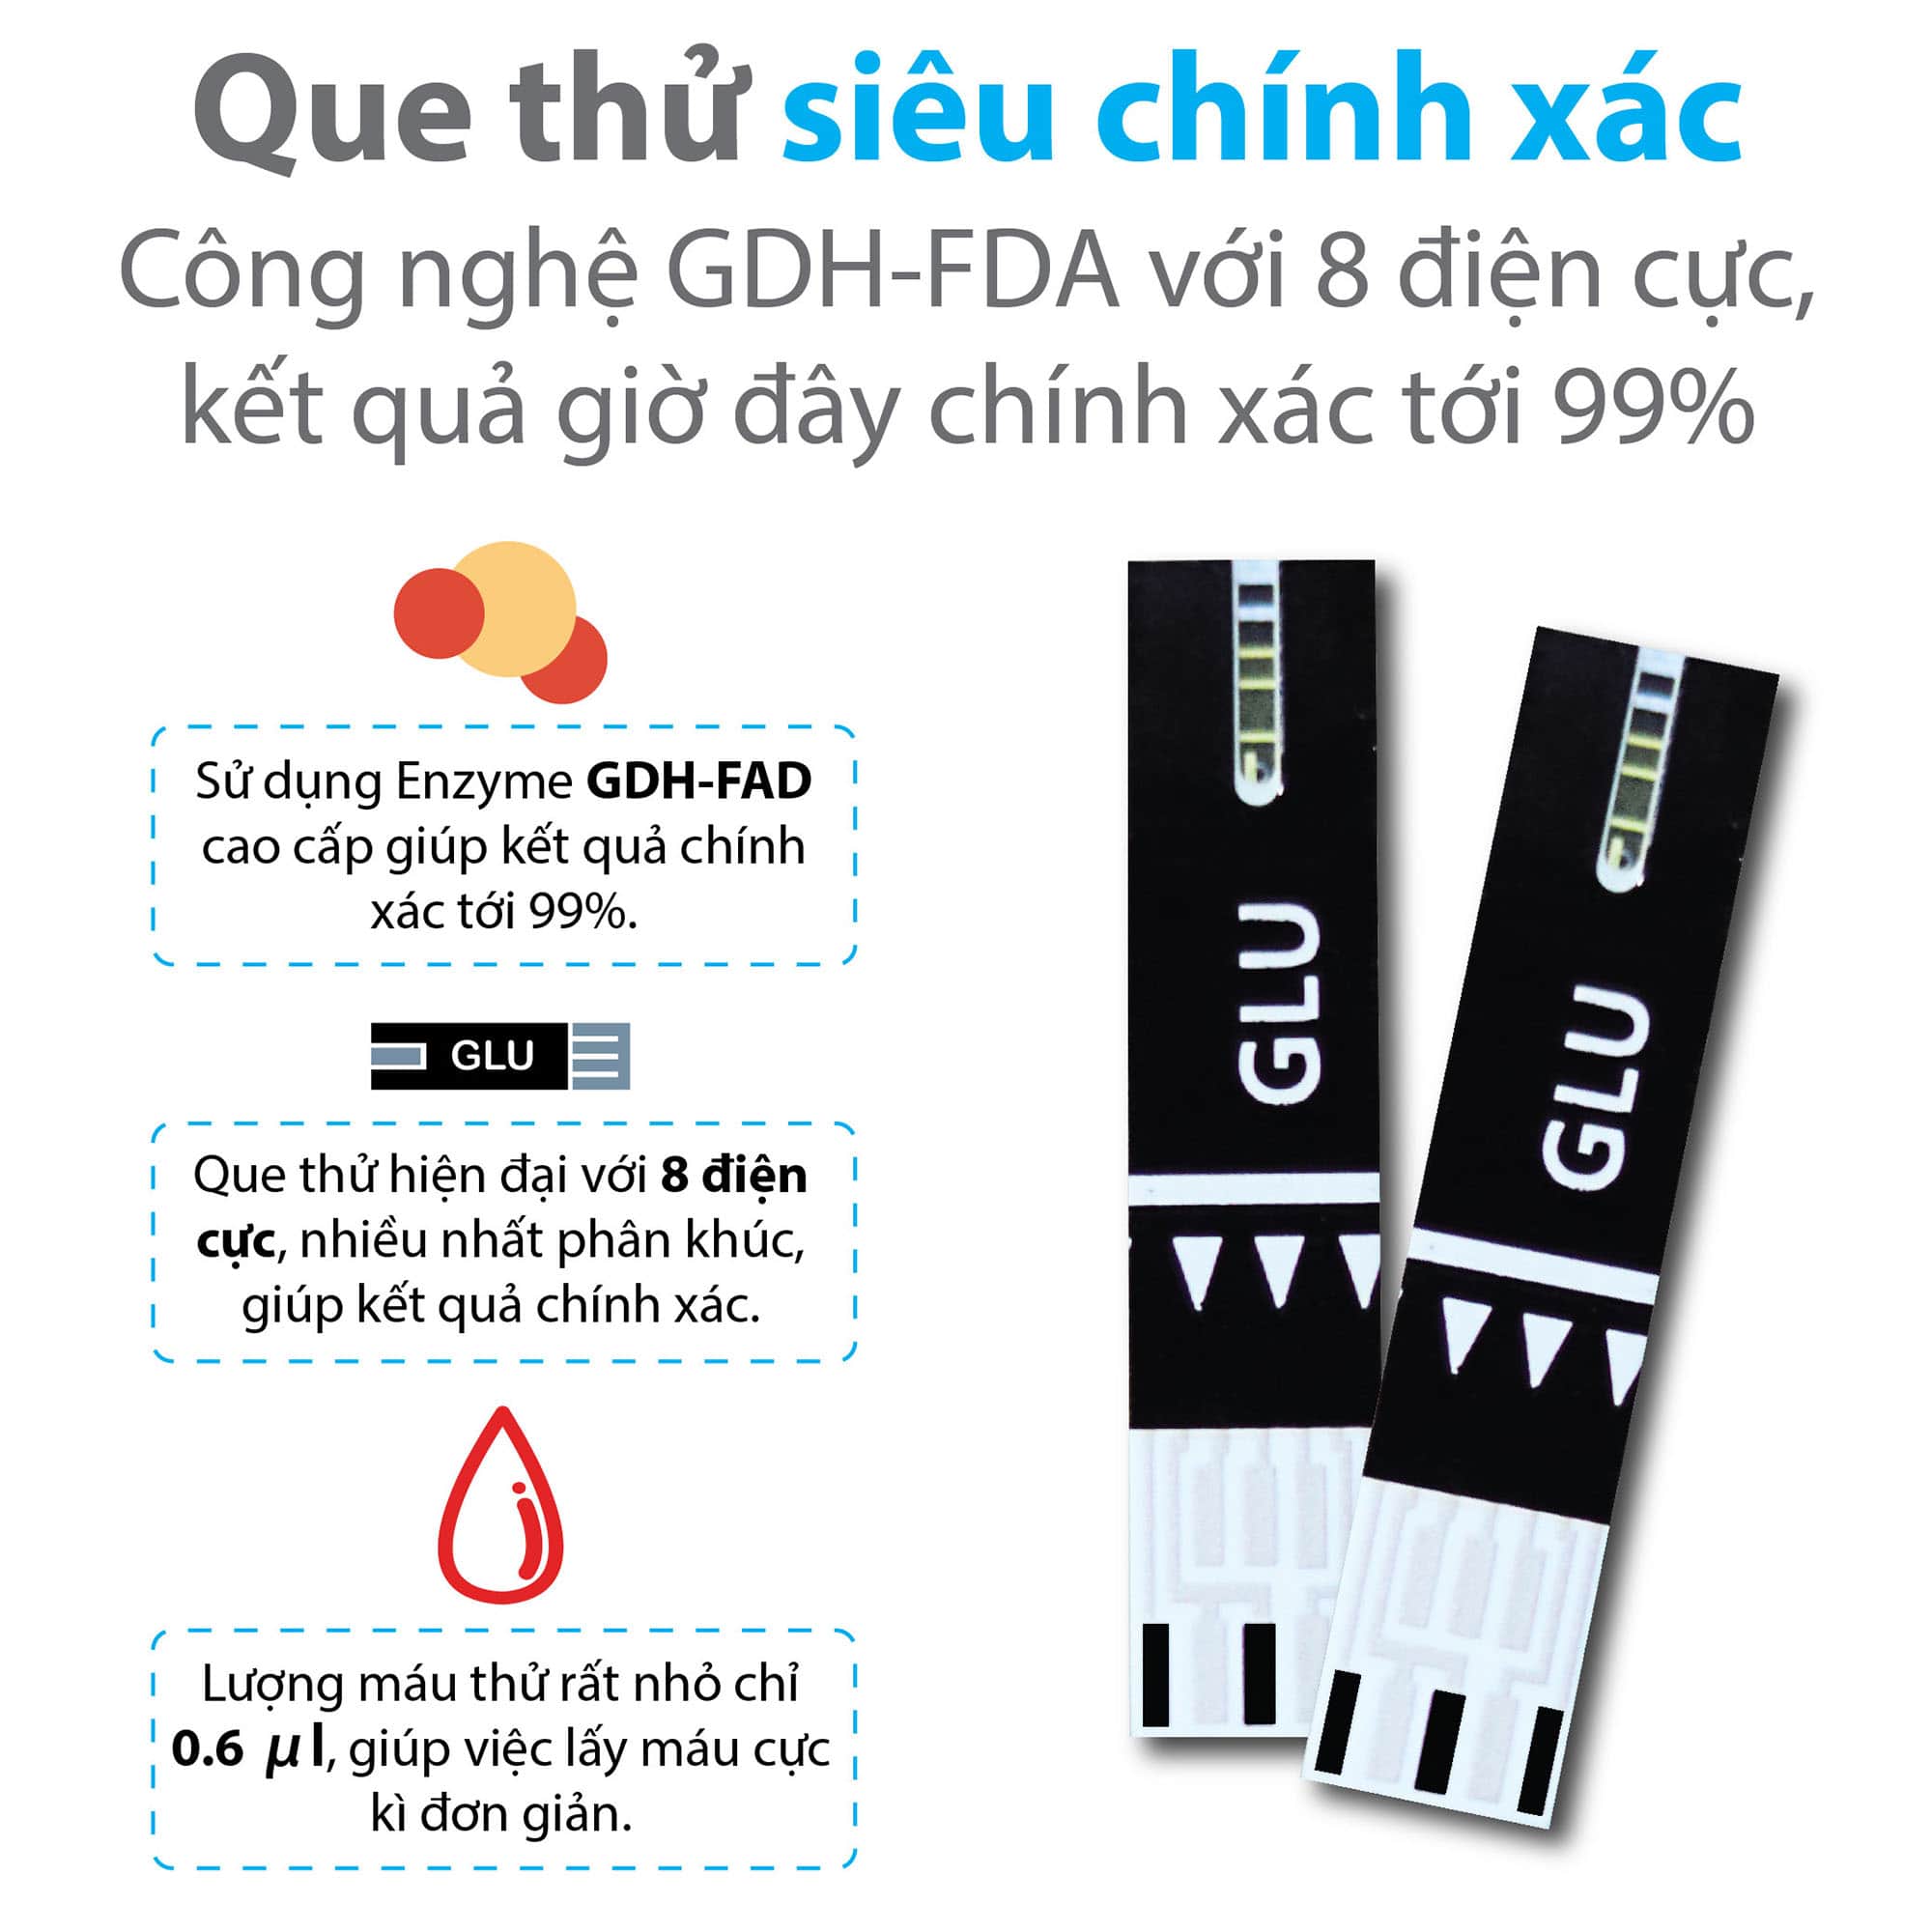 Que thử siêu chính xác
Công nghệ GDH-FDA với 8 điện cực,
kết quả giờ đây chính xác tới 99%
Sử dụng Enzyme GDH-FAD
cao cấp giúp kết quả chính
xác tới 99%.
GLU
Que thử hiện đại với 8 điện
cực, nhiều nhất phân khúc,
giúp kết quả chính xác.
Lượng máu thử rất nhỏ chỉ
0.6 μl, giúp việc lấy máu cực
kì đơn giản.
GLU
GLU